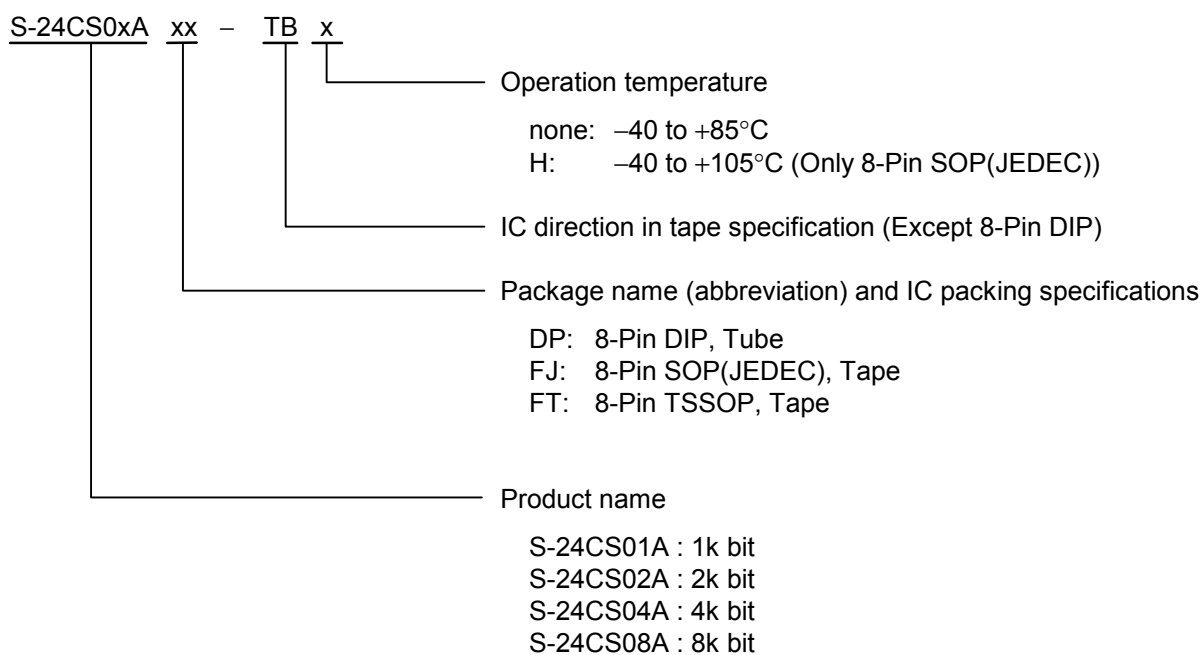 S-24CS0xA xx − TB x
Operation temperature
none: −40 to +85°C
H: −40 to +105°C (Only 8-Pin SOP(JEDEC))
IC direction in tape specification (Except 8-Pin DIP)
Package name (abbreviation) and IC packing specifications
DP: 8-Pin DIP, Tube
FJ: 8-Pin SOP(JEDEC), Tape
FT: 8-Pin TSSOP, Tape
Product name
S-24CS01A : 1k bit
S-24CS02A : 2k bit
S-24CS04A : 4k bit
S-24CS08A : 8k bit